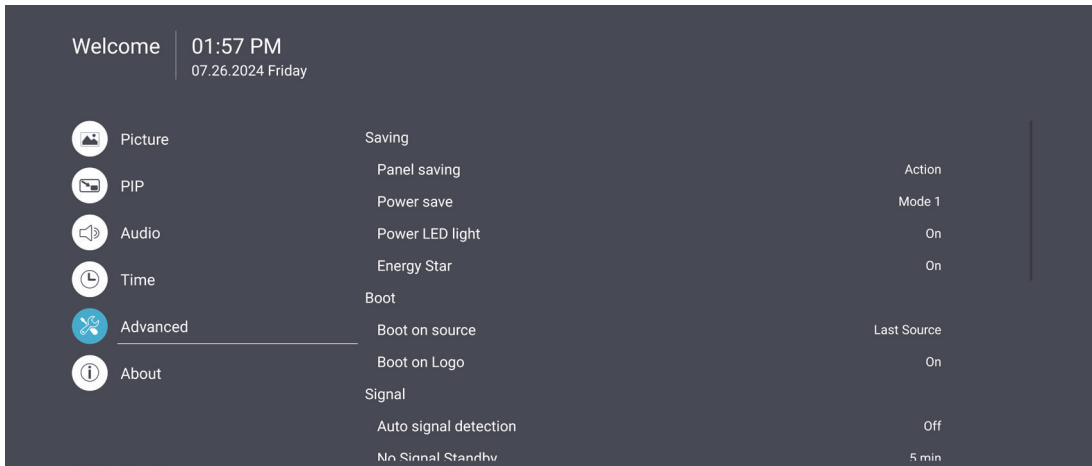 Welcome
01:57 PM
07.26.2024 Friday
Picture
PIP
Audio
Time
Advanced
About
Saving
Panel saving Action
Power save Mode 1
Power LED light On
Energy Star On
Boot
Boot on source Last Source
Boot on Logo On
Signal
Auto signal detection Off
No Signal Standby 5 min